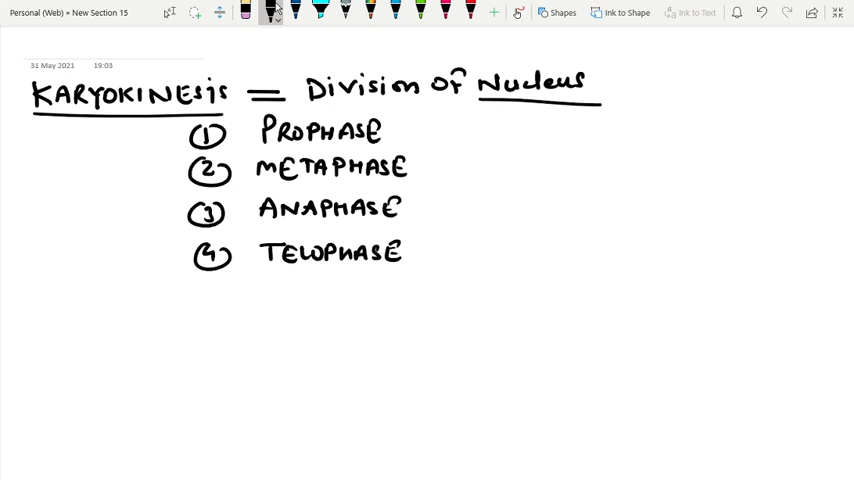 Personal (Web) » New Section 15
Shapes
Ink to Shape
Ink to Text
31 May 2021 19:03
KARYOKINESIS = Division of Nucleus
1 PROPHASE
2 METAPHASE
3 ANAPHASE
4 TELOPHASE